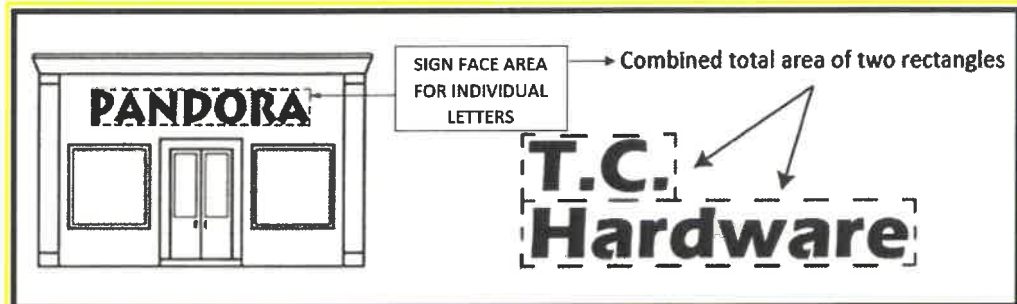 PANDORA
SIGN FACE AREA
FOR INDIVIDUAL
LETTERS
Combined total area of two rectangles
T.C.
Hardware